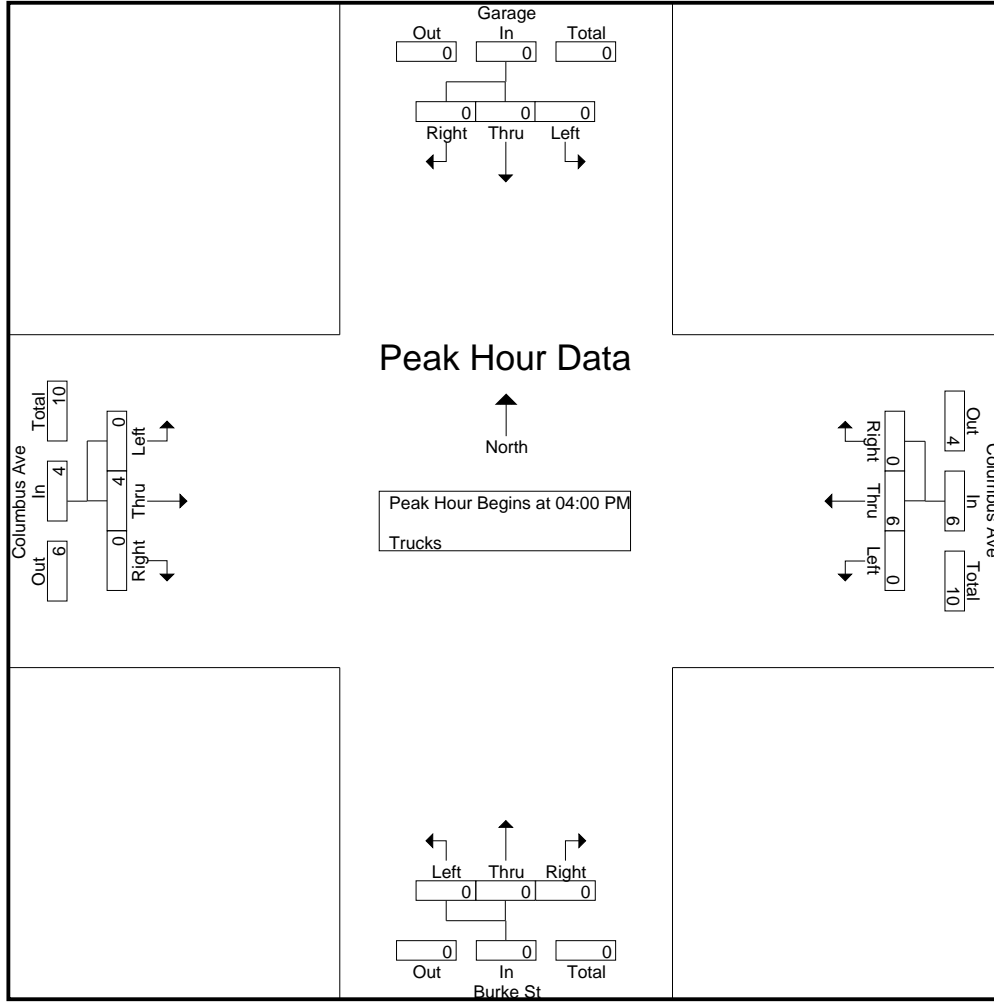 Garage
Out In Total
0 0 0
0 0 0
Right Thru Left
Peak Hour Data
North
Peak Hour Begins at 04:00 PM
Trucks
Columbus Ave
Total In Out
10 4 6
0 4 0
Left Thru Right
Columbus Ave
Out In Total
4 6 10
0 6 0
Right Thru Left
Left Thru Right
0 0 0
0 0 0
Out In Total
Burke St